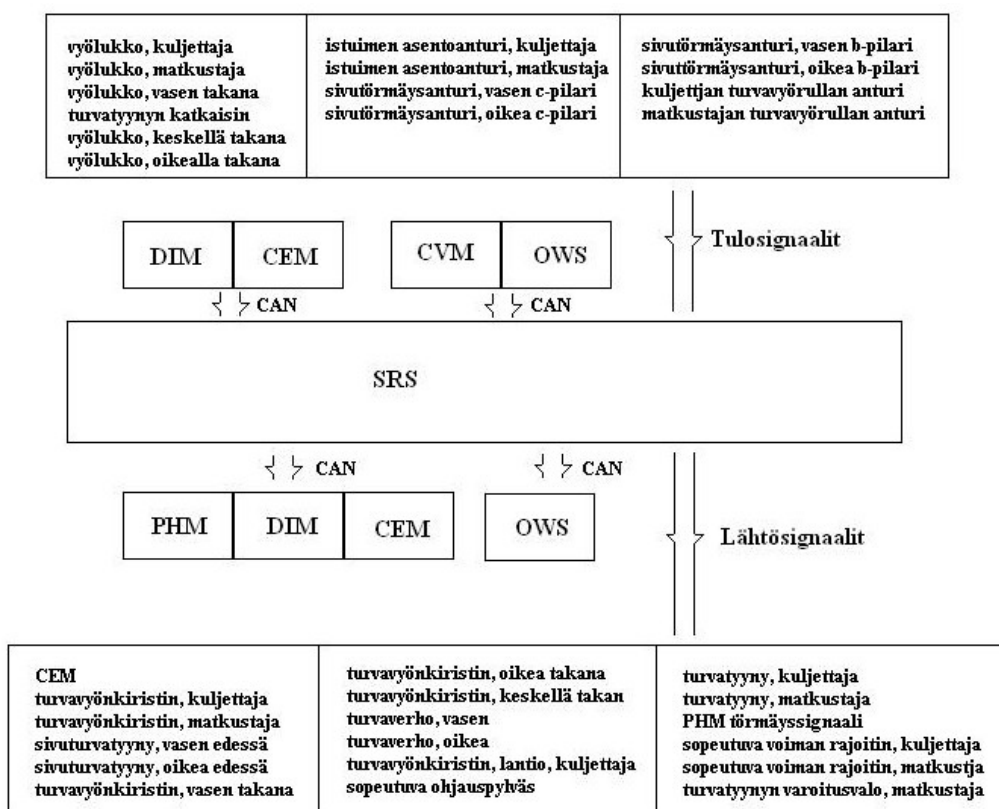 vyölukko, kuljettaja
vyölukko, matkustaja
vyölukko, vasen takana
turvatyynyn katkaisin
vyölukko, keskellä takana
vyölukko, oikealla takana
istuimen asentoanturi, kuljettaja
istuimen asentoanturi, matkustaja
sivutörmäysanturi, vasen c-pilari
sivutörmäysanturi, oikea c-pilari
sivutörmäysanturi, vasen b-pilari
sivuttörmäysanturi, oikea b-pilari
kuljettjan turvavyörullan anturi
matkustajan turvavyörullan anturi
DIM
CEM
CVM
OWS
Tulosignaalit
CAN
CAN
SRS
CAN
CAN
PHM
DIM
CEM
OWS
Lähtösignaalit
CEM
turvavyönkiristin, kuljettaja
turvavyönkiristin, matkustaja
sivuturvatyyny, vasen edessä
sivuturvatyyny, oikea edessä
turvavyönkiristin, vasen takana
turvavyönkiristin, oikea takana
turvavyönkiristin, keskellä takan
turvaverho, vasen
turvaverho, oikea
turvavyönkiristin, lantio, kuljettaja
sopeutuva ohjauspylväs
turvatyyny, kuljettaja
turvatyyny, matkustaja
PHM törmäyssignaali
sopeutuva voiman rajoitin, kuljettaja
sopeutuva voiman rajoitin, matkustja
turvatyynyn varoitusvalo, matkustaja